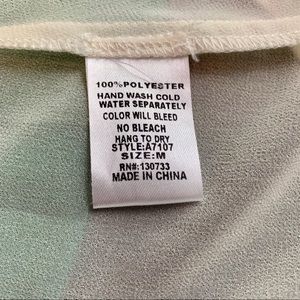 100% POLYESTER
HAND WASH COLD
WATER SEPARATELY
COLOR WILL BLEED
NO BLEACH
HANG TO DRY
STYLE:A7107
SIZE:M
RN#:130733
MADE IN CHINA